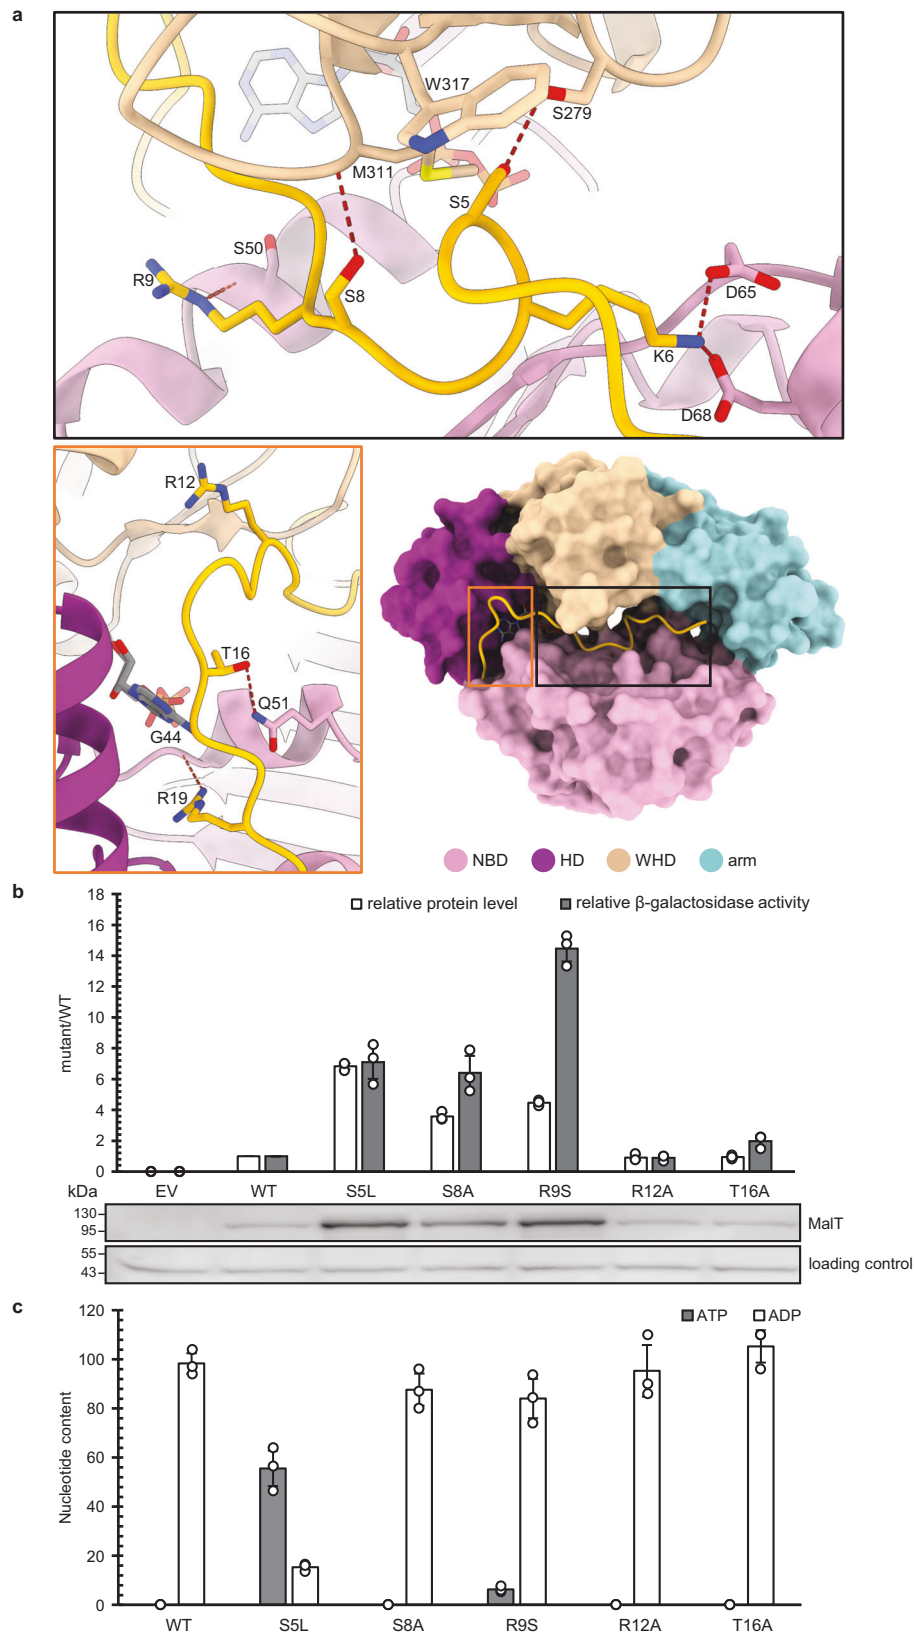 a
W317
S279
M311
S5
S50
R9
S8
D65
K6
D68
R12
T16
Q51
G44
R19
NBD HD WHD arm
b
18
16
14
12
10
8
6
4
2
0
mutant/WT
relative protein level relative β-galactosidase activity
kDa EV WT S5L S8A R9S R12A T16A
130
95
MalT
55
43
loading control
c
120
100
80
60
40
20
0
Nucleotide content
ATP ADP
WT S5L S8A R9S R12A T16A